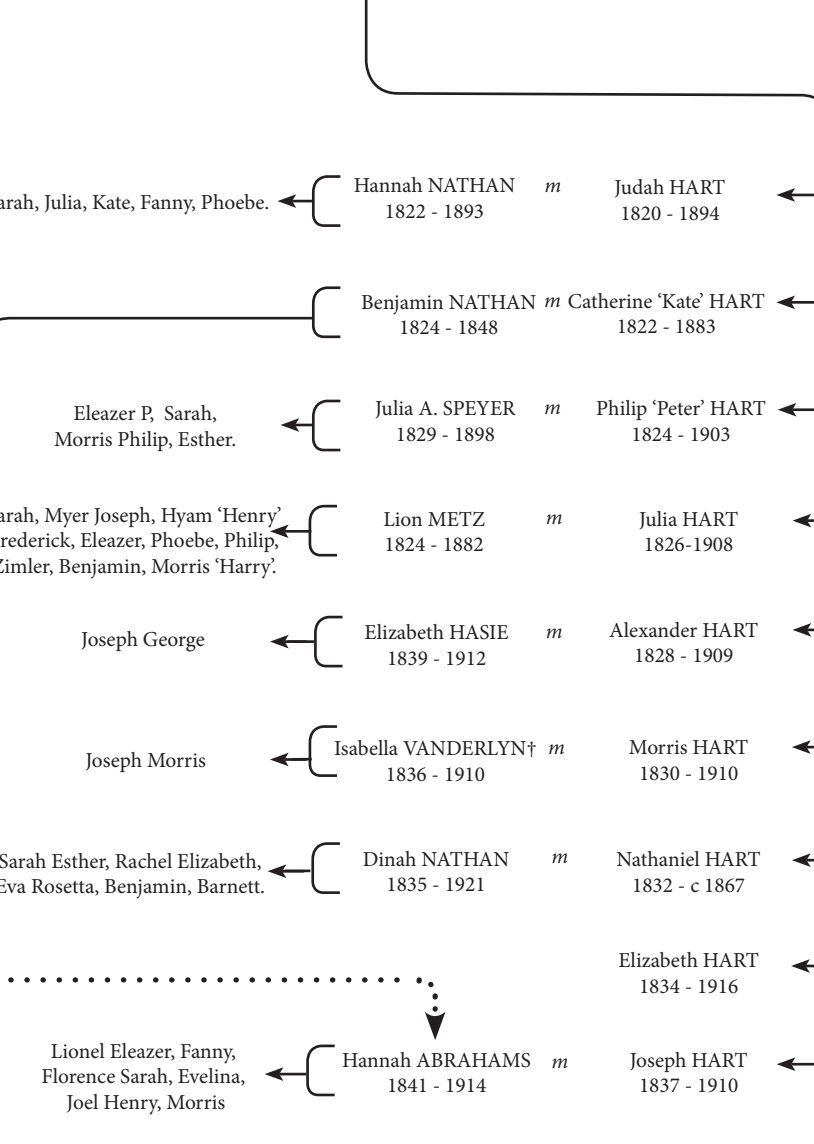 Hannah NATHAN m Judah HART
1822 - 1893 1820 - 1894
Julia, Kate, Fanny, Phoebe.
Benjamin NATHAN m Catherine ‘Kate’ HART
1824 - 1848 1822 - 1883
Eleazer P, Sarah,
Morris Philip, Esther.
Julia A. SPEYER m Philip ‘Peter’ HART
1829 - 1898 1824 - 1903
Myer Joseph, Hyam ‘Henry’
Eleazer, Phoebe, Philip,
Zimler, Benjamin, Morris ‘Harry’.
Lion METZ m Julia HART
1824 - 1882 1826-1908
Joseph George
Elizabeth HASIE m Alexander HART
1839 - 1912 1828 - 1909
Joseph Morris
Isabella VANDERLYN† m Morris HART
1836 - 1910 1830 - 1910
Sarah Esther, Rachel Elizabeth,
Eva Rosetta, Benjamin, Barnett.
Dinah NATHAN m Nathaniel HART
1835 - 1921 1832 - c 1867
Elizabeth HART
1834 - 1916
Lionel Eleazer, Fanny,
Florence Sarah, Evelina,
Joel Henry, Morris
Hannah ABRAHAMS m Joseph HART
1841 - 1914 1837 - 1910